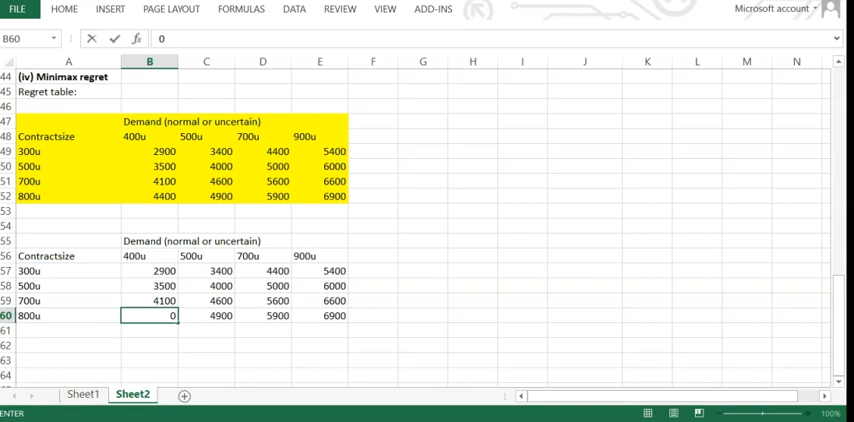 FILE HOME INSERT PAGE LAYOUT FORMULAS DATA REVIEW VIEW ADD-INS Microsoft account
B60 fx 0
A B C D E F G H I J K L M N
44 (iv) Minimax regret
45 Regret table:
46
47 Demand (normal or uncertain)
48 Contractsize 400u 500u 700u 900u
49 300u 2900 3400 4400 5400
50 500u 3500 4000 5000 6000
51 700u 4100 4600 5600 6600
52 800u 4400 4900 5900 6900
53
54
55 Demand (normal or uncertain)
56 Contractsize 400u 500u 700u 900u
57 300u 2900 3400 4400 5400
58 500u 3500 4000 5000 6000
59 700u 4100 4600 5600 6600
60 800u 0 4900 5900 6900
61
62
63
64
Sheet1 Sheet2
ENTER 100%